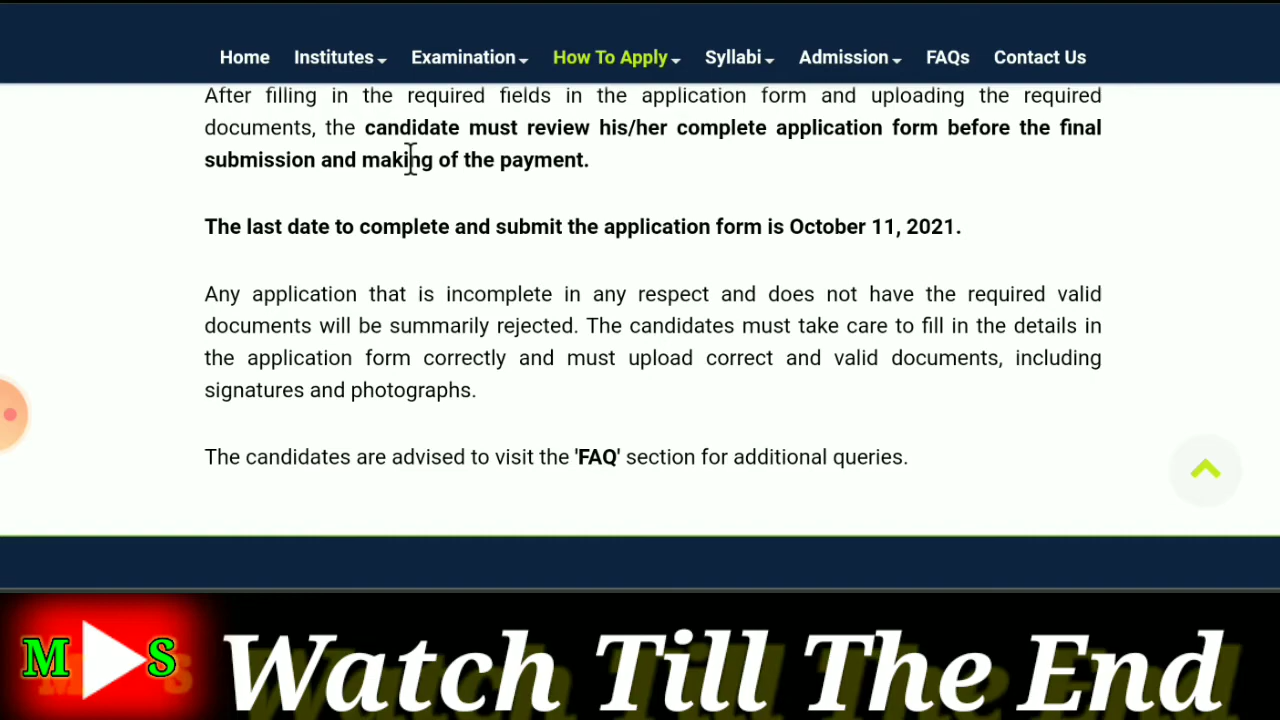 Home Institutes Examination How To Apply Syllabi Admission FAQs Contact Us
After filling in the required fields in the application form and uploading the required
documents, the candidate must review his/her complete application form before the final
submission and making of the payment.
The last date to complete and submit the application form is October 11, 2021.
Any application that is incomplete in any respect and does not have the required valid
documents will be summarily rejected. The candidates must take care to fill in the details in
the application form correctly and must upload correct and valid documents, including
signatures and photographs.
The candidates are advised to visit the 'FAQ' section for additional queries.
M S Watch Till The End